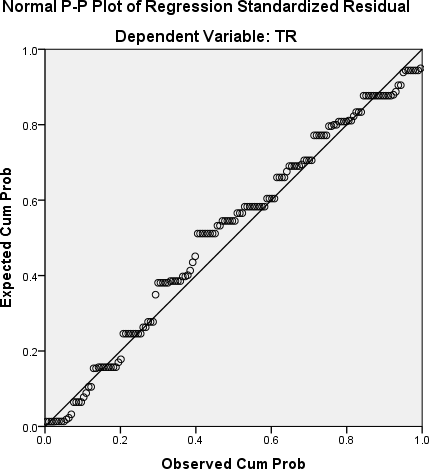 Normal P-P Plot of Regression Standardized Residual
Dependent Variable: TR
1.0
0.8
0.6
0.4
0.2
0.0
Expected Cum Prob
0.0 0.2 0.4 0.6 0.8 1.0
Observed Cum Prob